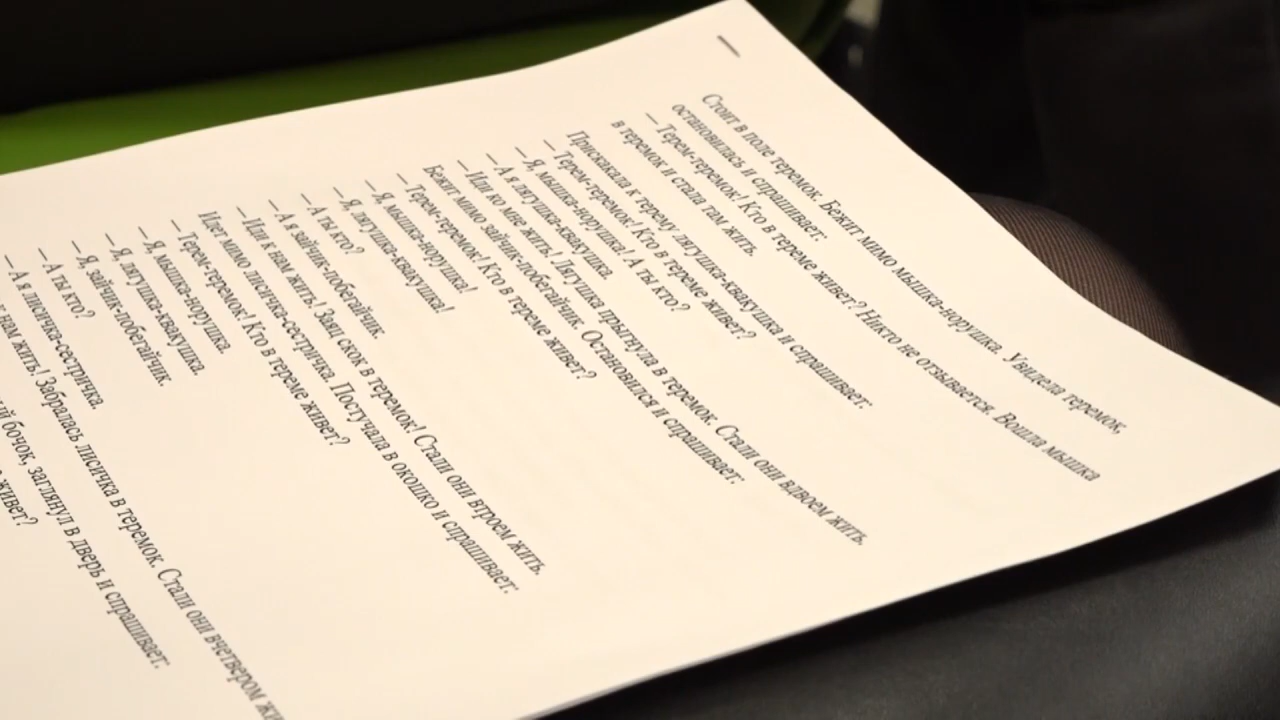 —
Стоит в поле теремок. Бежит мимо мышка-норушка. Увидела теремок,
остановилась и спрашивает:
— Терем-теремок! Кто в тереме живет? Никто не отзывается. Вошла мышка
в теремок и стала там жить.
Прискакала к терему лягушка-квакушка и спрашивает:
— Терем-теремок! Кто в тереме живет?
— Я, мышка-норушка! А ты кто?
— А я лягушка-квакушка.
— Иди ко мне жить! Лягушка прыгнула в теремок. Стали они вдвоем жить.
Бежит мимо зайчик-побегайчик. Остановился и спрашивает:
— Терем-теремок! Кто в тереме живет?
— Я, мышка-норушка!
— Я лягушка-квакушка!
— А ты кто?
— А я зайчик-побегайчик.
— Иди к нам жить! Заяц скок в теремок! Стали они втроем жить.
Идет мимо лисичка-сестричка. Постучала в окошко и спрашивает:
— Терем-теремок! Кто в тереме живет?
— Я, мышка-норушка.
— Я, лягушка-квакушка.
— Я, зайчик-побегайчик.
— А ты кто?
— А я лисичка-сестричка.
нам жить! Забралась лисичка в теремок. Стали они вчетвером
бочок, заглянул в дверь и спрашивает:
живет?